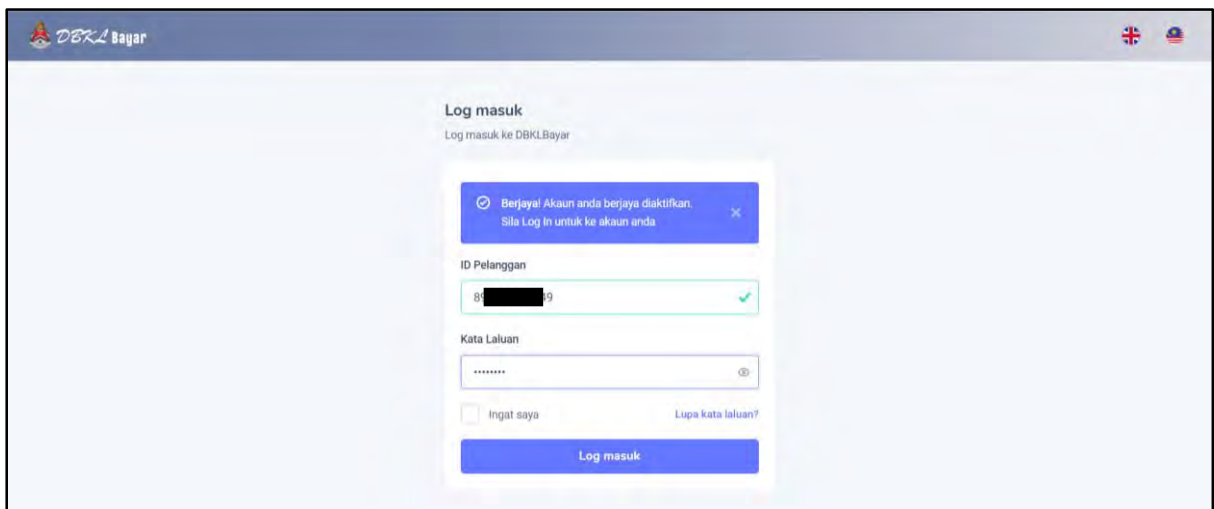 DBKL Bayar
Log masuk
Log masuk ke DBKLBayar
Berjaya! Akaun anda berjaya diaktifkan.
Sila Log In untuk ke akaun anda
ID Pelanggan
89 49
Kata Laluan
••••••••
Ingat saya
Lupa kata laluan?
Log masuk